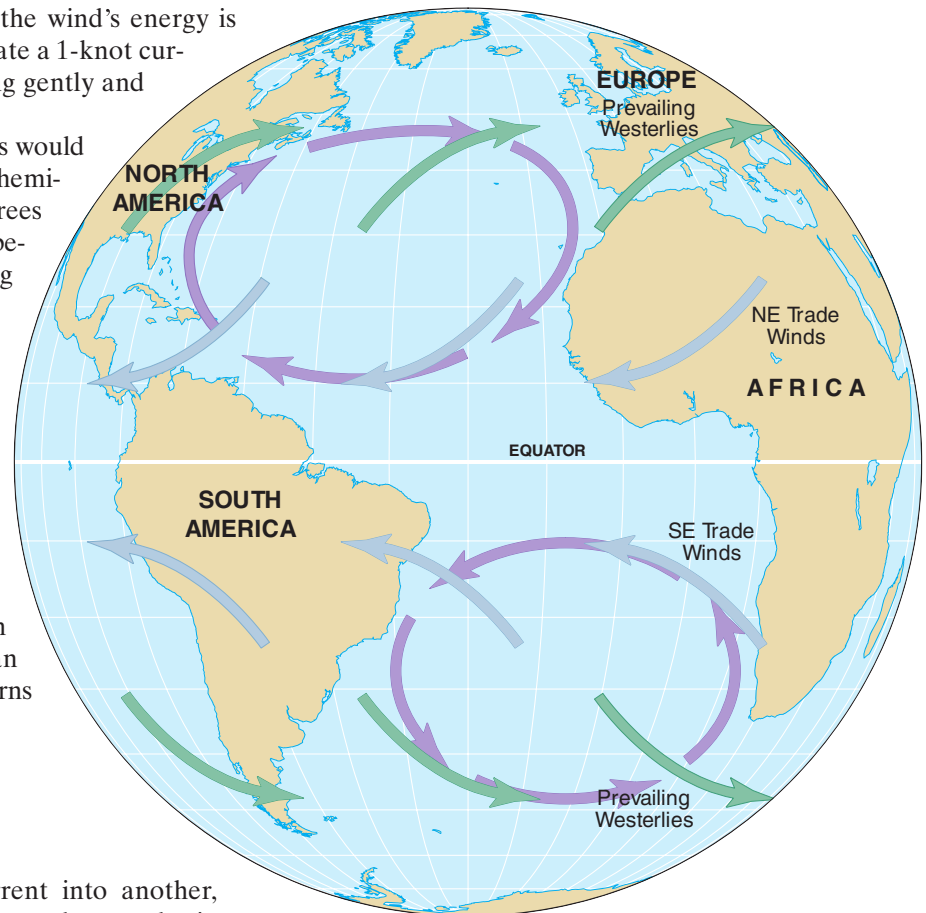 the wind's energy is
ate a 1-knot cur-
g gently and
s would
hemi-
rees
pe-
g
n
an
rns
rrent into another,
EUROPE
Prevailing
Westerlies
NORTH
AMERICA
NE Trade
Winds
AFRICA
EQUATOR
SOUTH
AMERICA
SE Trade
Winds
Prevailing
Westerlies